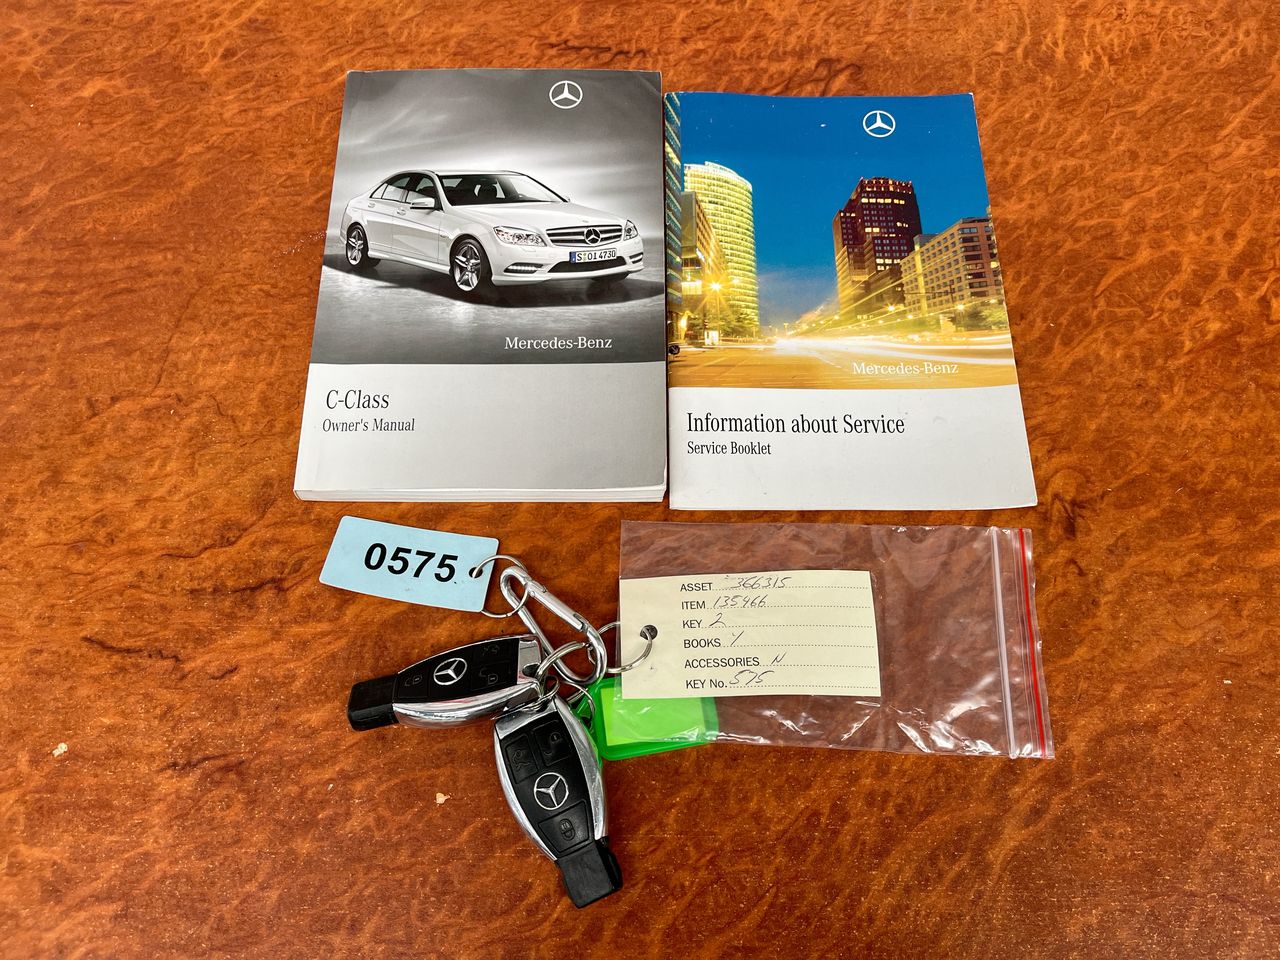 S·OI 4730
Mercedes-Benz
C-Class
Owner's Manual
Mercedes-Benz
Information about Service
Service Booklet
0575
ASSET 366315
ITEM 135466
KEY 2
BOOKS Y
ACCESSORIES N
KEY No. 575